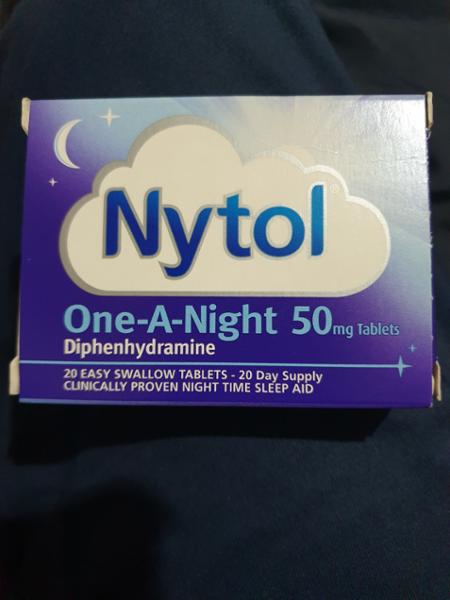 Nytol®
One-A-Night 50mg Tablets
Diphenhydramine
20 EASY SWALLOW TABLETS - 20 Day Supply
CLINICALLY PROVEN NIGHT TIME SLEEP AID